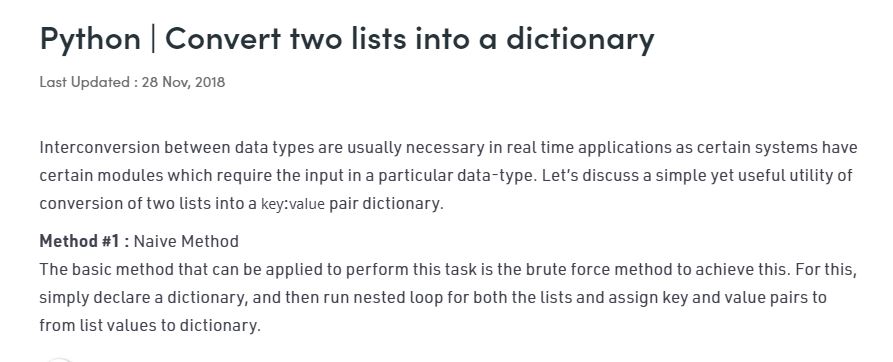 Python | Convert two lists into a dictionary
Last Updated : 28 Nov, 2018
Interconversion between data types are usually necessary in real time applications as certain systems have
certain modules which require the input in a particular data-type. Let's discuss a simple yet useful utility of
conversion of two lists into a key:value pair dictionary.
Method #1 : Naive Method
The basic method that can be applied to perform this task is the brute force method to achieve this. For this,
simply declare a dictionary, and then run nested loop for both the lists and assign key and value pairs to
from list values to dictionary.